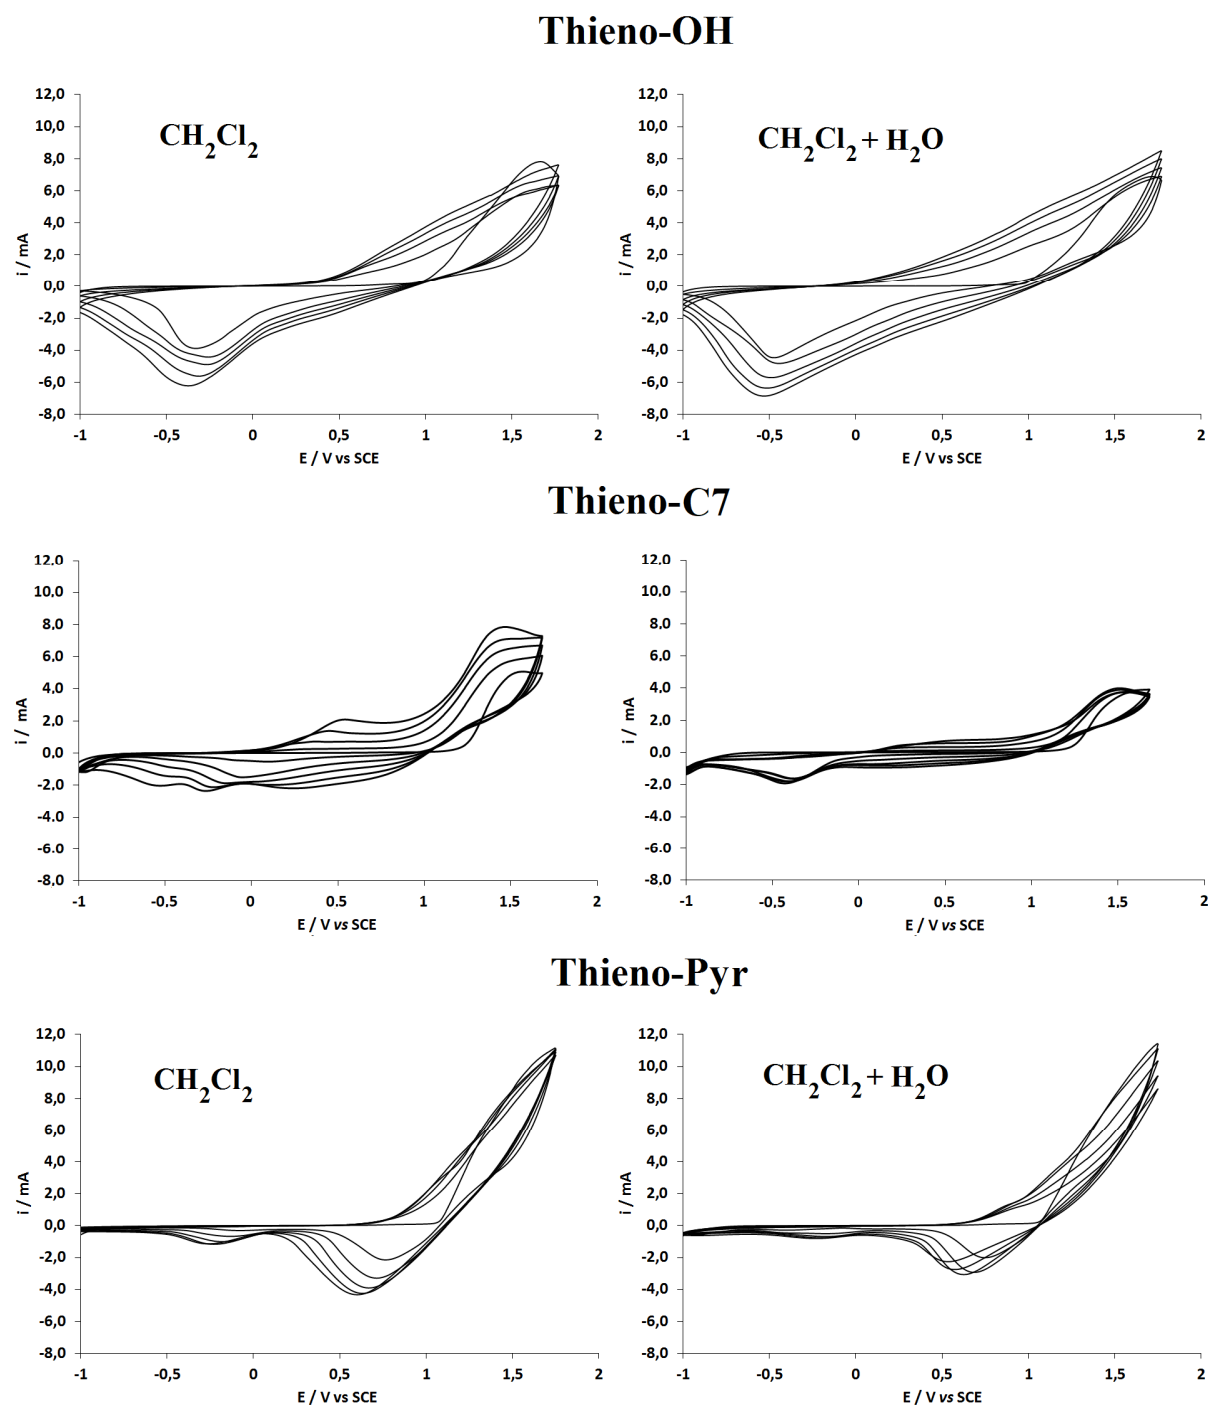 Thieno-OH
12,0
10,0
8,0
6,0
4,0
2,0
0,0
-2,0
-4,0
-6,0
-8,0
i / mA
CH2Cl2
-1 -0,5 0 0,5 1 1,5 2
E / V vs SCE
12,0
10,0
8,0
6,0
4,0
2,0
0,0
-2,0
-4,0
-6,0
-8,0
i / mA
CH2Cl2 + H2O
-1 -0,5 0 0,5 1 1,5 2
E / V vs SCE
Thieno-C7
12.0
10.0
8.0
6.0
4.0
2.0
0.0
-2.0
-4.0
-6.0
-8.0
i / mA
-1 -0,5 0 0,5 1 1,5 2
E / V vs SCE
12.0
10.0
8.0
6.0
4.0
2.0
0.0
-2.0
-4.0
-6.0
-8.0
i / mA
-1 -0,5 0 0,5 1 1,5 2
E / V vs SCE
Thieno-Pyr
12,0
10,0
8,0
6,0
4,0
2,0
0,0
-2,0
-4,0
-6,0
-8,0
i / mA
CH2Cl2
-1 -0,5 0 0,5 1 1,5 2
E / V vs SCE
12,0
10,0
8,0
6,0
4,0
2,0
0,0
-2,0
-4,0
-6,0
-8,0
i / mA
CH2Cl2 + H2O
-1 -0,5 0 0,5 1 1,5 2
E / V vs SCE